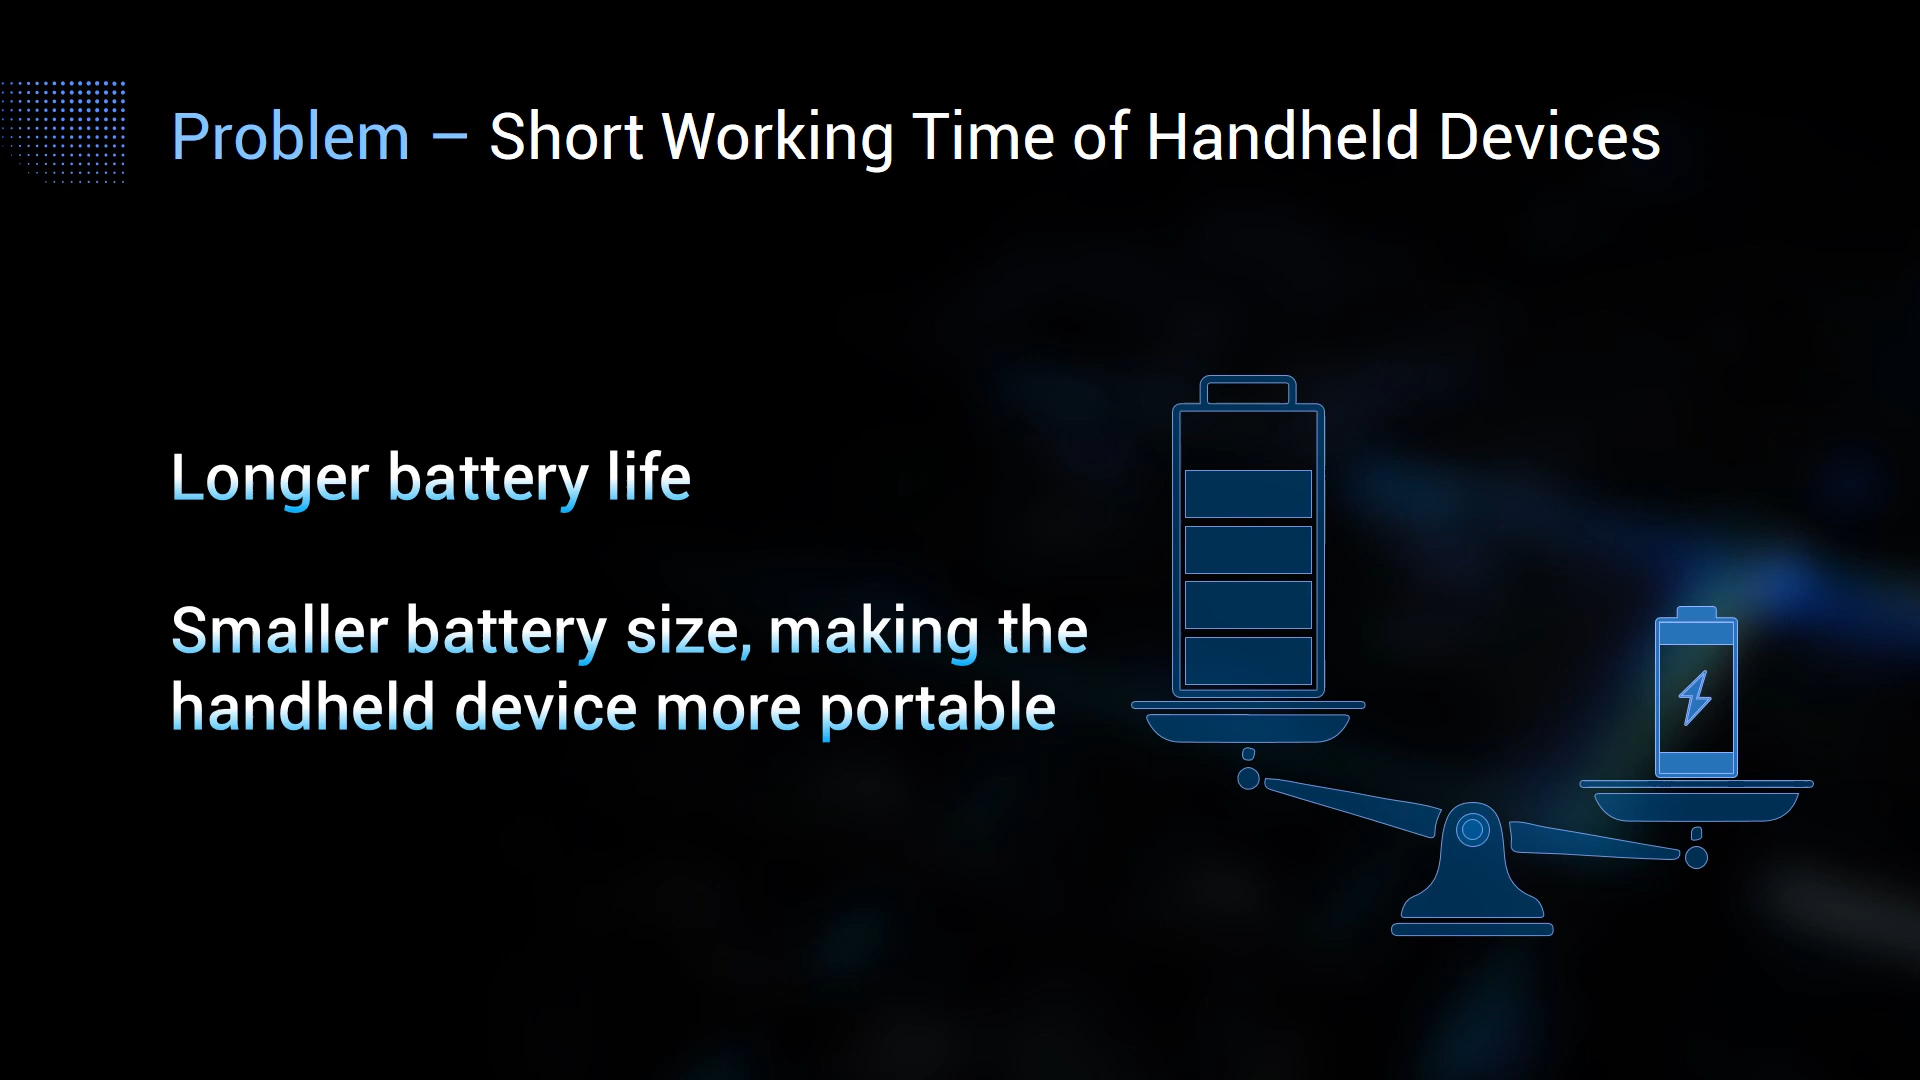 Problem – Short Working Time of Handheld Devices
Longer battery life
Smaller battery size, making the
handheld device more portable